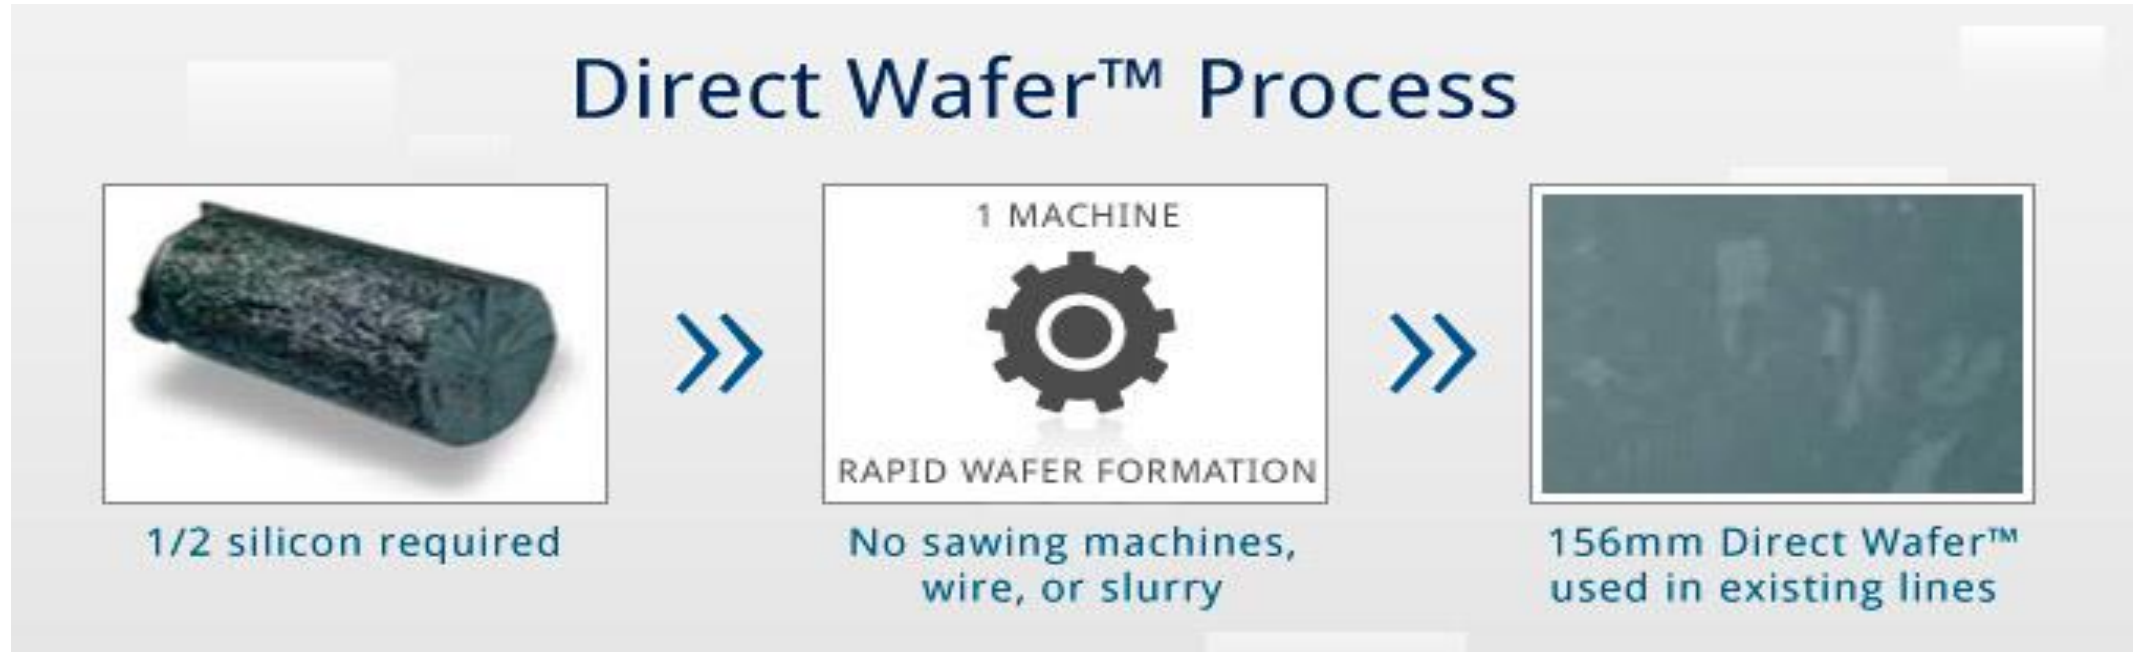 Direct Wafer™ Process
1/2 silicon required
1 MACHINE
RAPID WAFER FORMATION
No sawing machines,
wire, or slurry
156mm Direct Wafer™
used in existing lines